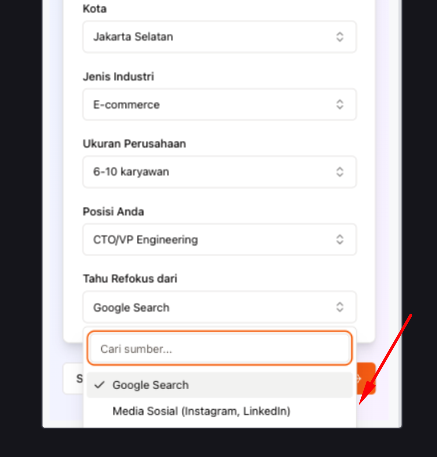 Kota
Jakarta Selatan
Jenis Industri
E-commerce
Ukuran Perusahaan
6-10 karyawan
Posisi Anda
CTO/VP Engineering
Tahu Refokus dari
Google Search
Cari sumber...
S
Google Search
Media Sosial (Instagram, LinkedIn)